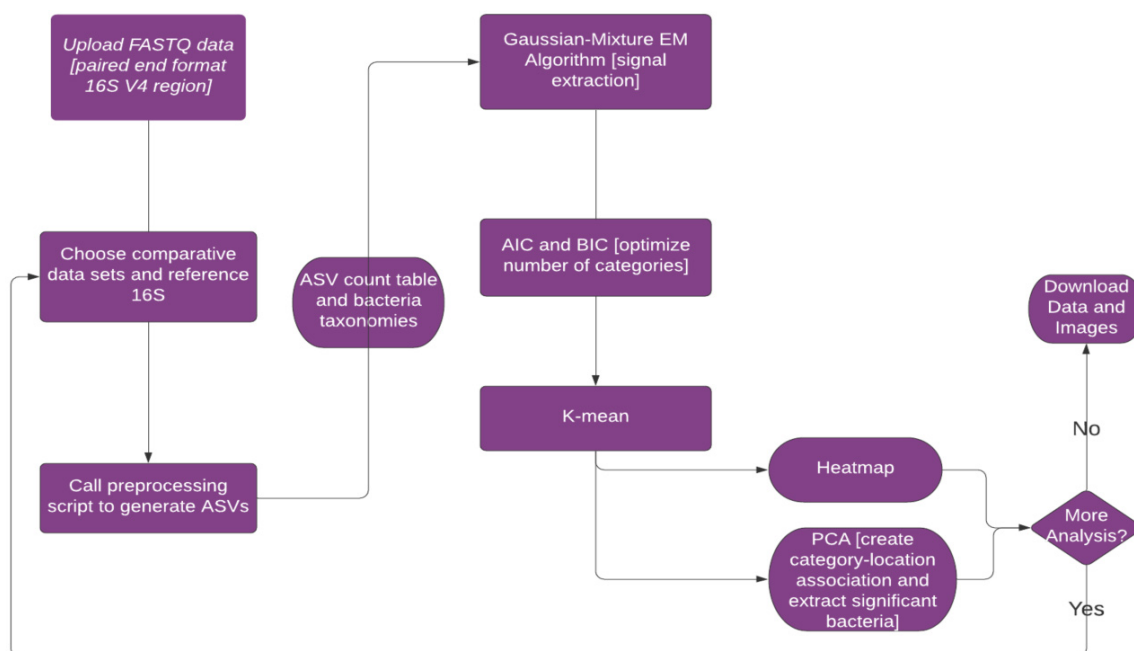 Upload FASTQ data
[paired end format
16S V4 region]
Choose comparative
data sets and reference
16S
Call preprocessing
script to generate ASVs
ASV count table
and bacteria
taxonomies
Gaussian-Mixture EM
Algorithm [signal
extraction]
AIC and BIC [optimize
number of categories]
K-mean
Heatmap
PCA [create
category-location
association and
extract significant
bacteria]
More
Analysis?
No
Download
Data and
Images
Yes